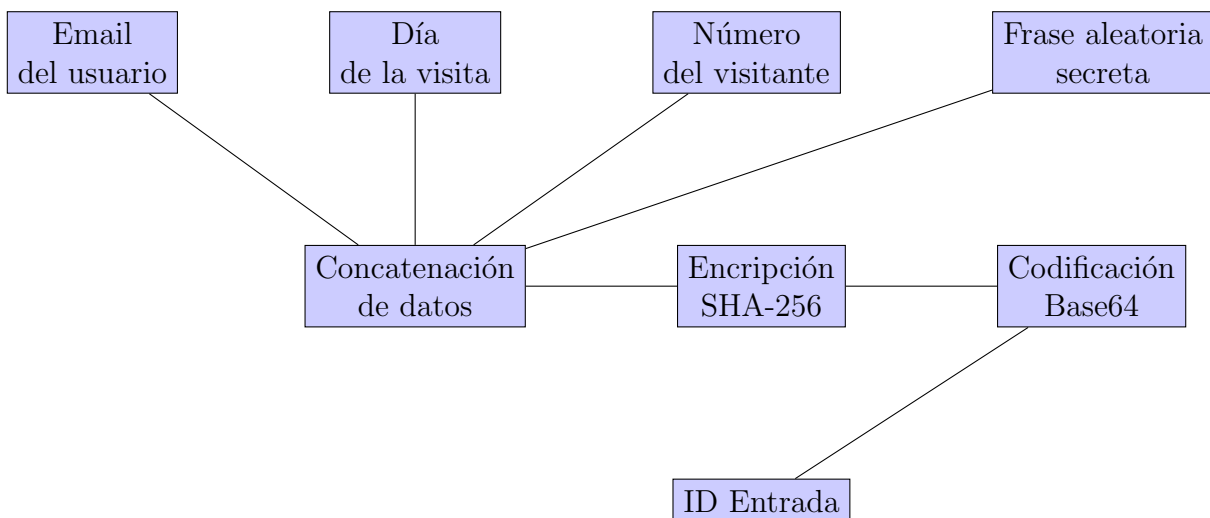 Email
del usuario
Día
de la visita
Número
del visitante
Frase aleatoria
secreta
Concatenación
de datos
Encripción
SHA-256
Codificación
Base64
ID Entrada